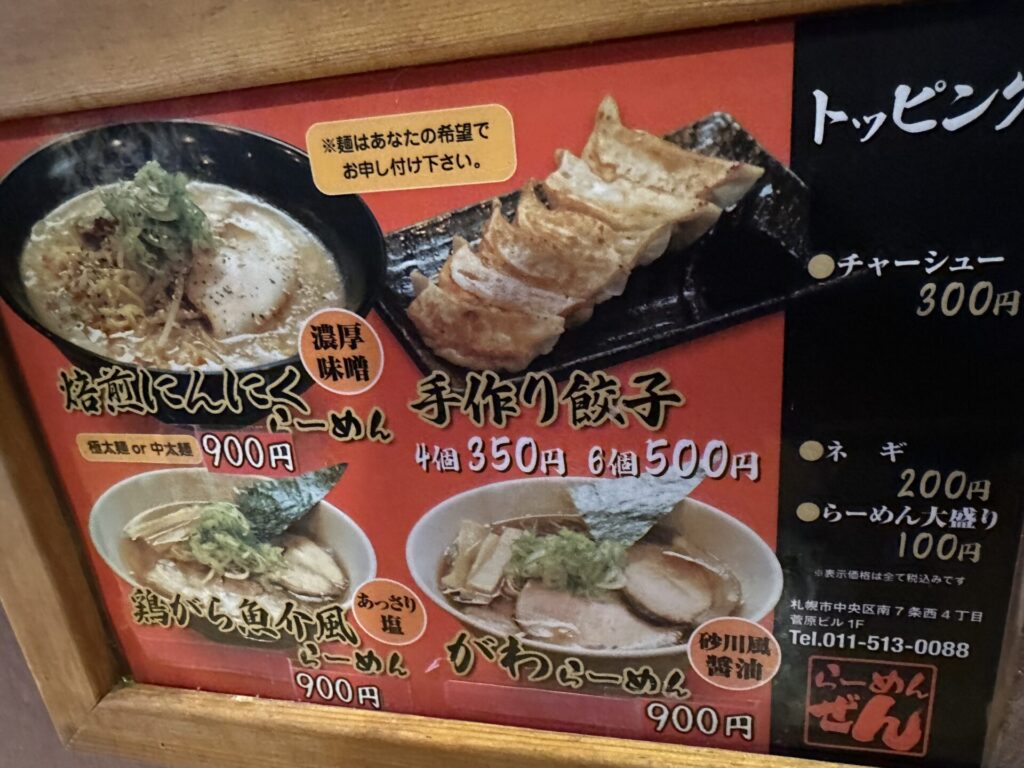 ※麺はあなたの希望で
お申し付け下さい。
濃厚
味噌
焙煎にんにく
らーめん
極太麺 or 中太麺
900円
手作り餃子
4個350円 6個500円
鶏がら魚介風
らーめん
あっさり
塩
900円
がわらーめん
砂川風
醤油
900円
トッピング
●チャーシュー
300円
●ネギ
200円
●らーめん大盛り
100円
※表示価格は全て税込みです
札幌市中央区南7条西4丁目
菅原ビル1F
Tel.011-513-0088
らーめん
ぜん